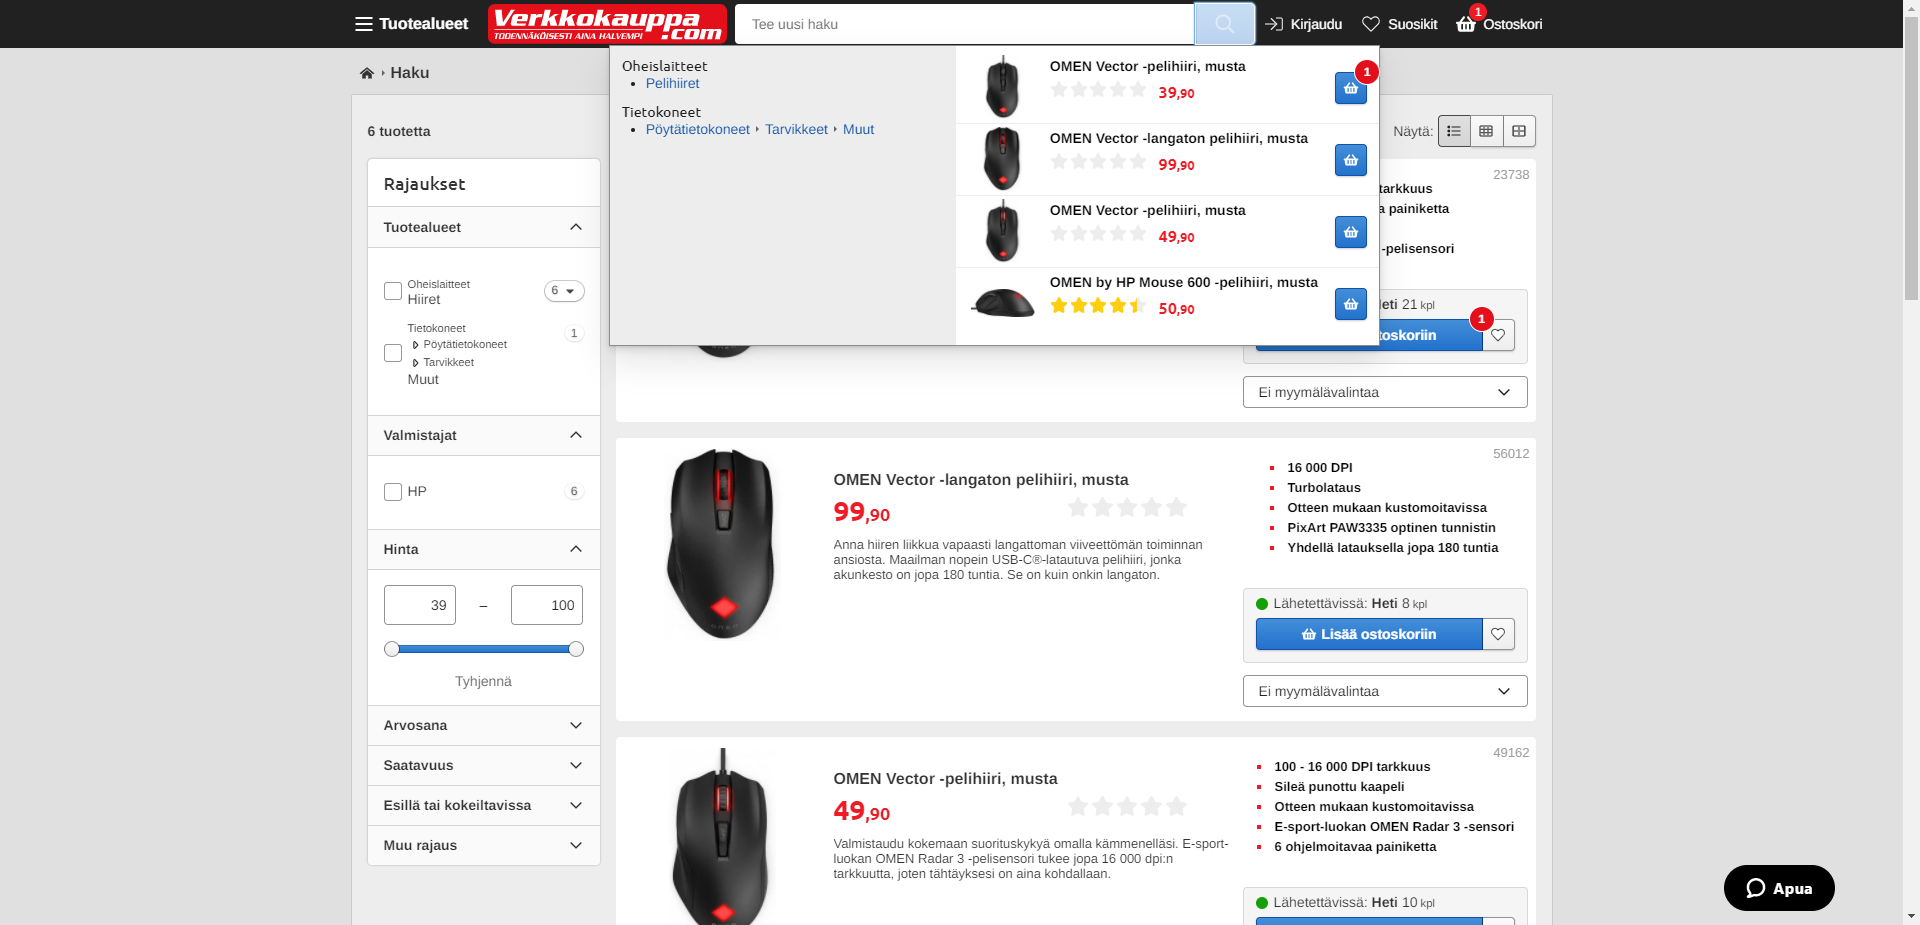 Tuotealueet
Verkkokauppa.com
TODENNÄKÖISESTI AINA HALVEMPI
Tee uusi haku
Kirjaudu
Suosikit
1
Ostoskori
Haku
Oheislaitteet
Pelihiiret
Tietokoneet
Pöytätietokoneet
Tarvikkeet
Muut
OMEN Vector -pelihiiri, musta
39,90
1
OMEN Vector -langaton pelihiiri, musta
99,90
OMEN Vector -pelihiiri, musta
49,90
OMEN by HP Mouse 600 -pelihiiri, musta
50,90
6 tuotetta
Näytä:
Rajaukset
Tuotealueet
Oheislaitteet
Hiiret
6
Tietokoneet
Pöytätietokoneet
Tarvikkeet
Muut
1
Valmistajat
HP
6
Hinta
39
–
100
Tyhjennä
Arvosana
Saatavuus
Esillä tai kokeiltavissa
Muu rajaus
23738
tarkkuus
painiketta
-pelisensori
Heti 21 kpl
toskoriin
1
Ei myymälävalintaa
OMEN Vector -langaton pelihiiri, musta
99,90
Anna hiiren liikkua vapaasti langattoman viiveettömän toiminnan
ansiosta. Maailman nopein USB-C®-latautuva pelihiiri, jonka
akunkesto on jopa 180 tuntia. Se on kuin onkin langaton.
56012
16 000 DPI
Turbolataus
Otteen mukaan kustomoitavissa
PixArt PAW3335 optinen tunnistin
Yhdellä latauksella jopa 180 tuntia
Lähetettävissä: Heti 8 kpl
Lisää ostoskoriin
Ei myymälävalintaa
OMEN Vector -pelihiiri, musta
49,90
Valmistaudu kokemaan suorituskykyä omalla kämmenelläsi. E-sport-
luokan OMEN Radar 3 -pelisensori tukee jopa 16 000 dpi:n
tarkkuutta, joten tähtäyksesi on aina kohdallaan.
49162
100 - 16 000 DPI tarkkuus
Sileä punottu kaapeli
Otteen mukaan kustomoitavissa
E-sport-luokan OMEN Radar 3 -sensori
6 ohjelmoitavaa painiketta
Lähetettävissä: Heti 10 kpl
Apua